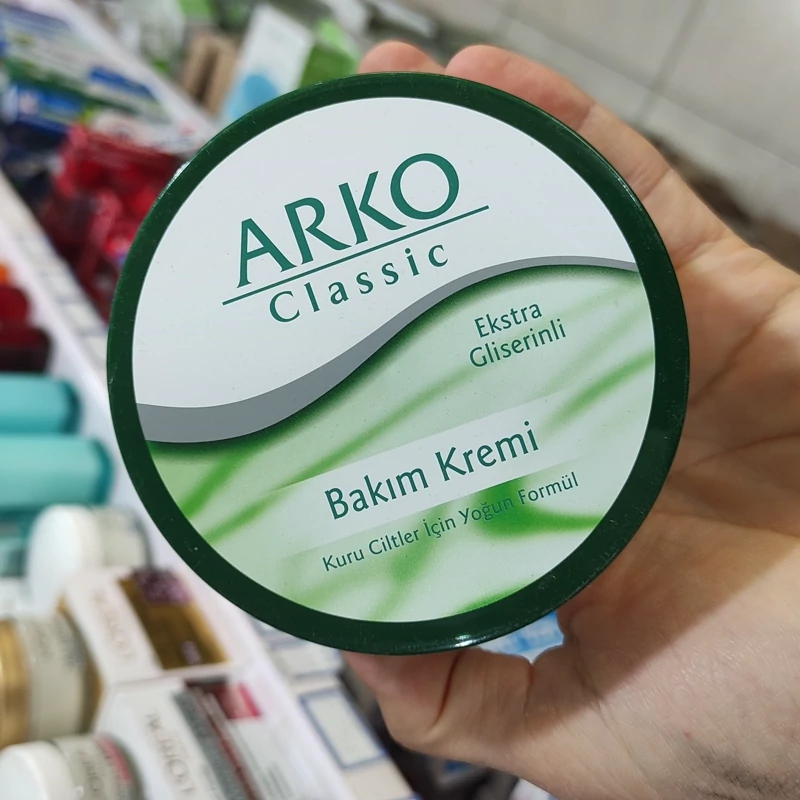 ARKO
Classic
Ekstra
Gliserinli
Bakım Kremi
Kuru Ciltler İçin Yoğun Formül